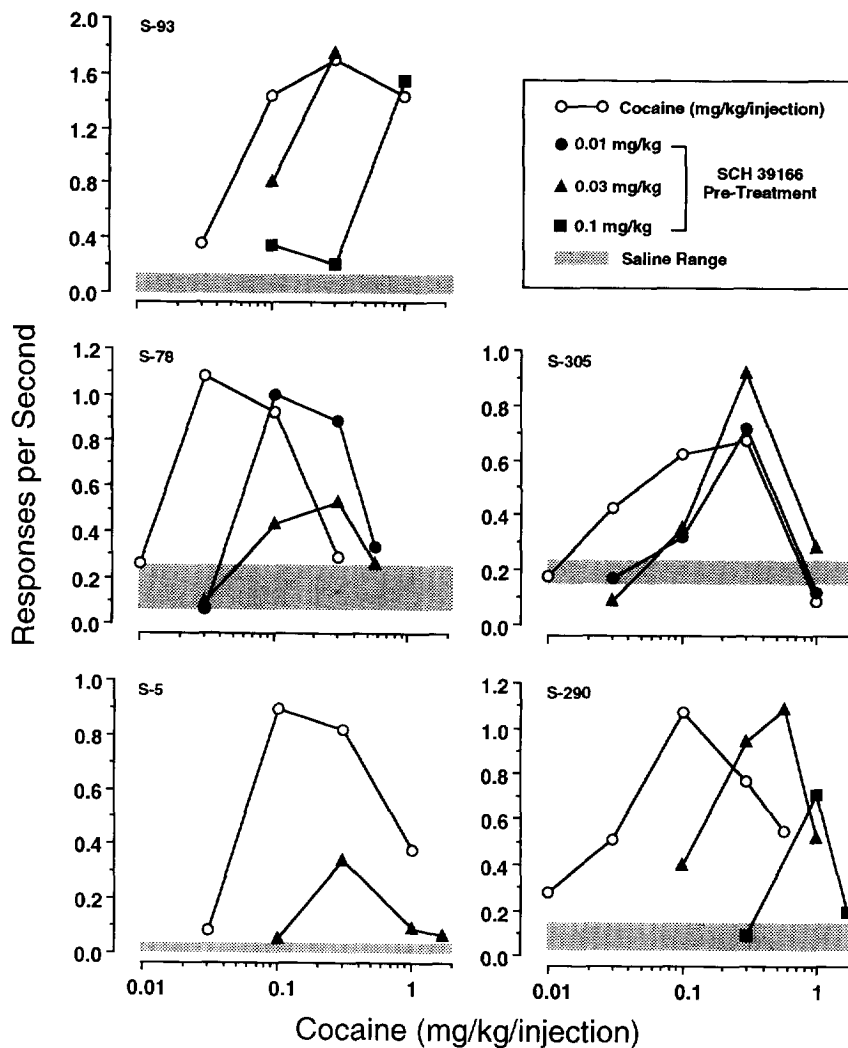 S-93
2.0
1.6
1.2
0.8
0.4
0.0
Cocaine (mg/kg/injection)
0.01 mg/kg
0.03 mg/kg
0.1 mg/kg
SCH 39166
Pre-Treatment
Saline Range
Responses per Second
S-78
1.2
1.0
0.8
0.6
0.4
0.2
0.0
S-305
1.0
0.8
0.6
0.4
0.2
0.0
S-5
1.0
0.8
0.6
0.4
0.2
0.0
0.01
0.1
1
S-290
1.2
1.0
0.8
0.6
0.4
0.2
0.0
0.01
0.1
1
Cocaine (mg/kg/injection)